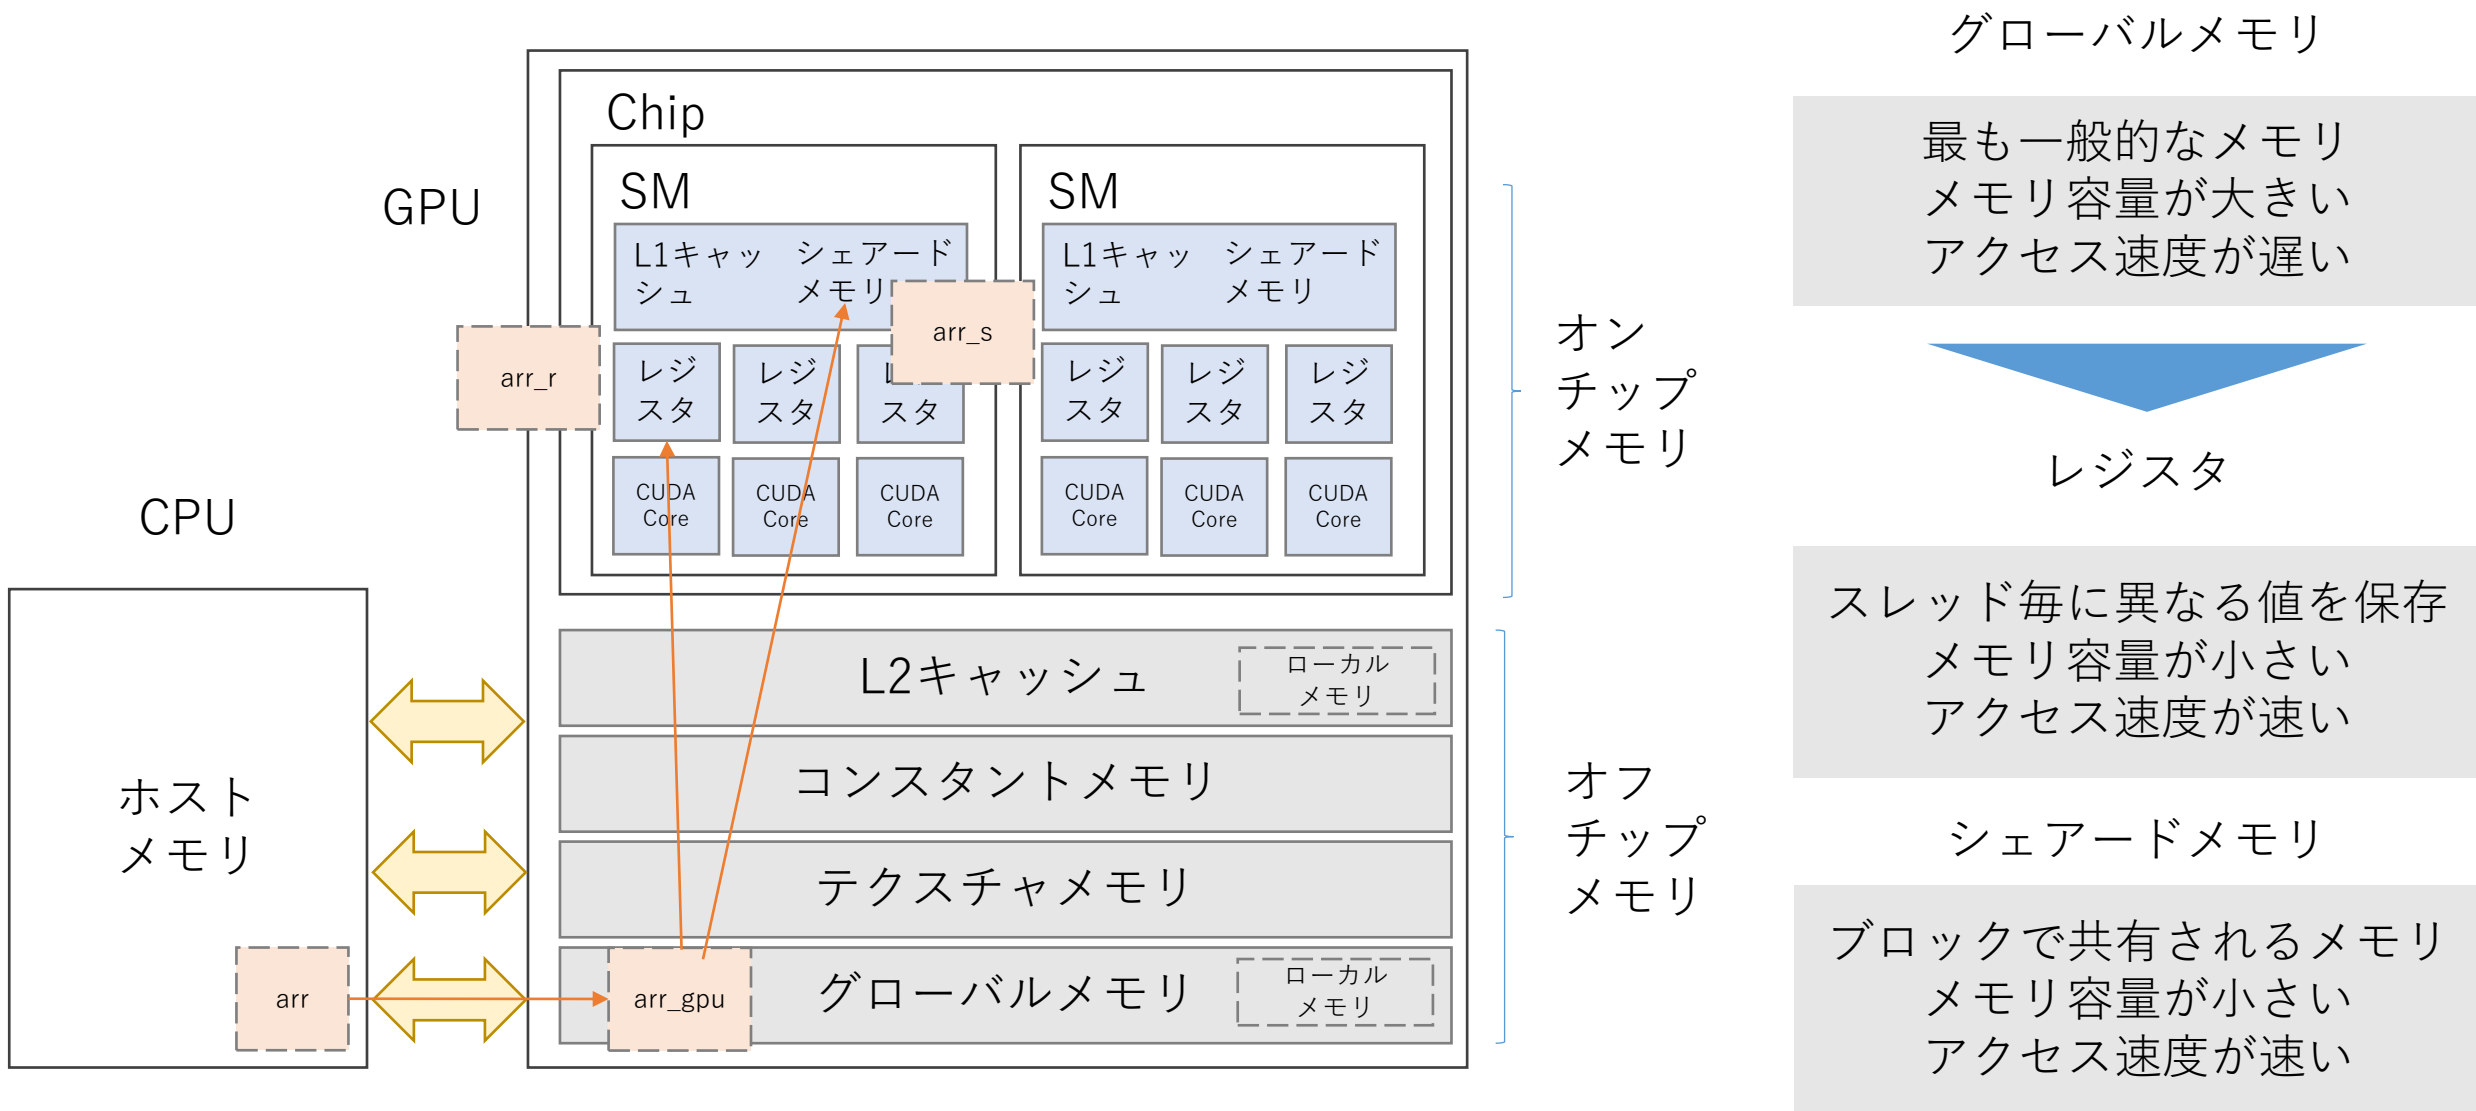 グローバルメモリ
最も一般的なメモリ
メモリ容量が大きい
アクセス速度が遅い
レジスタ
スレッド毎に異なる値を保存
メモリ容量が小さい
アクセス速度が速い
シェアードメモリ
ブロックで共有されるメモリ
メモリ容量が小さい
アクセス速度が速い
GPU
Chip
SM
L1キャッ
シュ
シェアード
メモリ
arr_s
arr_r
レジ
スタ
レジ
スタ
スタ
CUDA
Core
CUDA
Core
CUDA
Core
SM
L1キャッ
シュ
シェアード
メモリ
レジ
スタ
レジ
スタ
レジ
スタ
CUDA
Core
CUDA
Core
CUDA
Core
オン
チップ
メモリ
CPU
ホスト
メモリ
arr
L2キャッシュ
ローカル
メモリ
コンスタントメモリ
テクスチャメモリ
arr_gpu
グローバルメモリ
ローカル
メモリ
オフ
チップ
メモリ